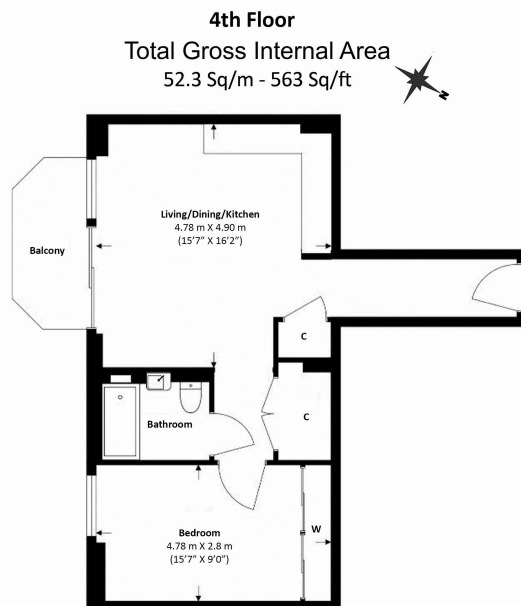 4th Floor
Total Gross Internal Area
52.3 Sq/m - 563 Sq/ft
N
Living/Dining/Kitchen
4.78 m X 4.90 m
(15'7" X 16'2")
Balcony
C
C
Bathroom
Bedroom
4.78 m X 2.8 m
(15'7" X 9'0")
W